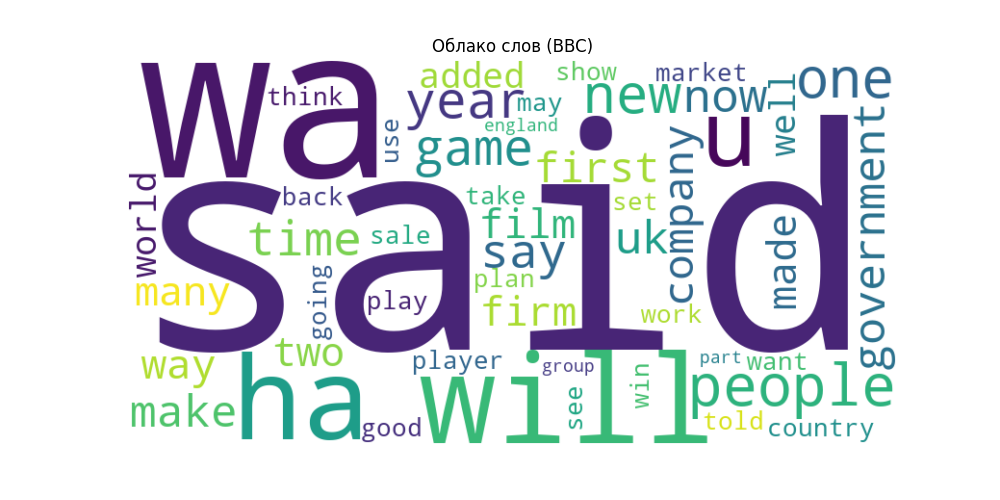 Облако слов (BBC)
wa
think
added
show
market
year
may
new
now
well
one
use
england
game
first
u
company
government
world
back
take
set
said
time
sale
film
say
uk
made
many
going
play
plan
firm
work
way
two
player
group
part
want
ha
will
see
win
people
make
good
told
country